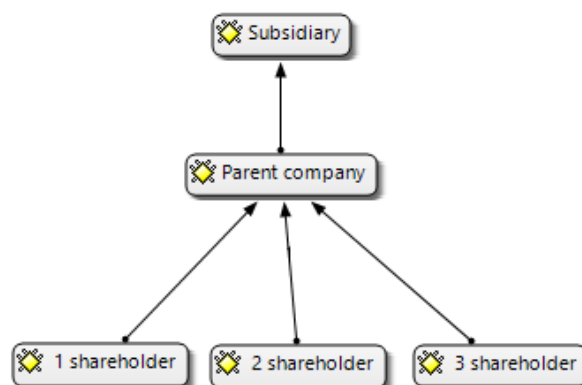 Subsidiary
Parent company
1 shareholder
2 shareholder
3 shareholder